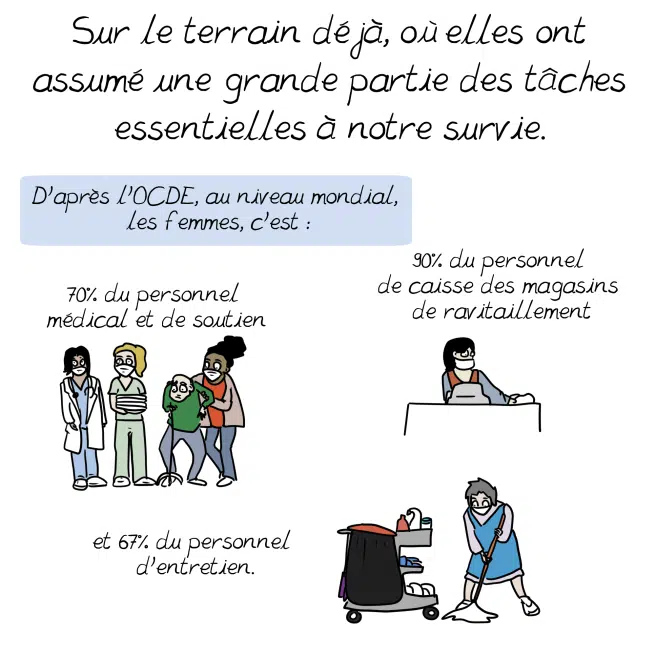 Sur le terrain déjà, où elles ont
assumé une grande partie des tâches
essentielles à notre survie.
D'après l'OCDE, au niveau mondial,
les femmes, c'est :
90% du personnel
de caisse des magasins
de ravitaillement
70% du personnel
médical et de soutien
et 67% du personnel
d'entretien.